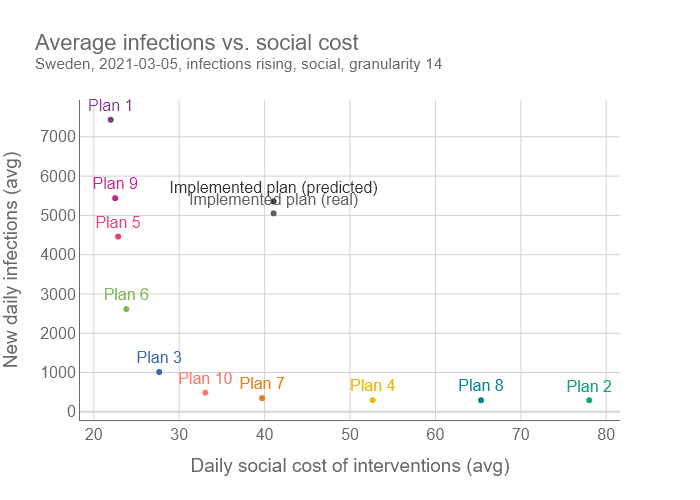 Average infections vs. social cost
Sweden, 2021-03-05, infections rising, social, granularity 14
New daily infections (avg)
7000
6000
5000
4000
3000
2000
1000
0
Plan 1
Plan 9
Implemented plan (predicted)
Implemented plan (real)
Plan 5
Plan 6
Plan 3
Plan 10
Plan 7
Plan 4
Plan 8
Plan 2
20 30 40 50 60 70 80
Daily social cost of interventions (avg)